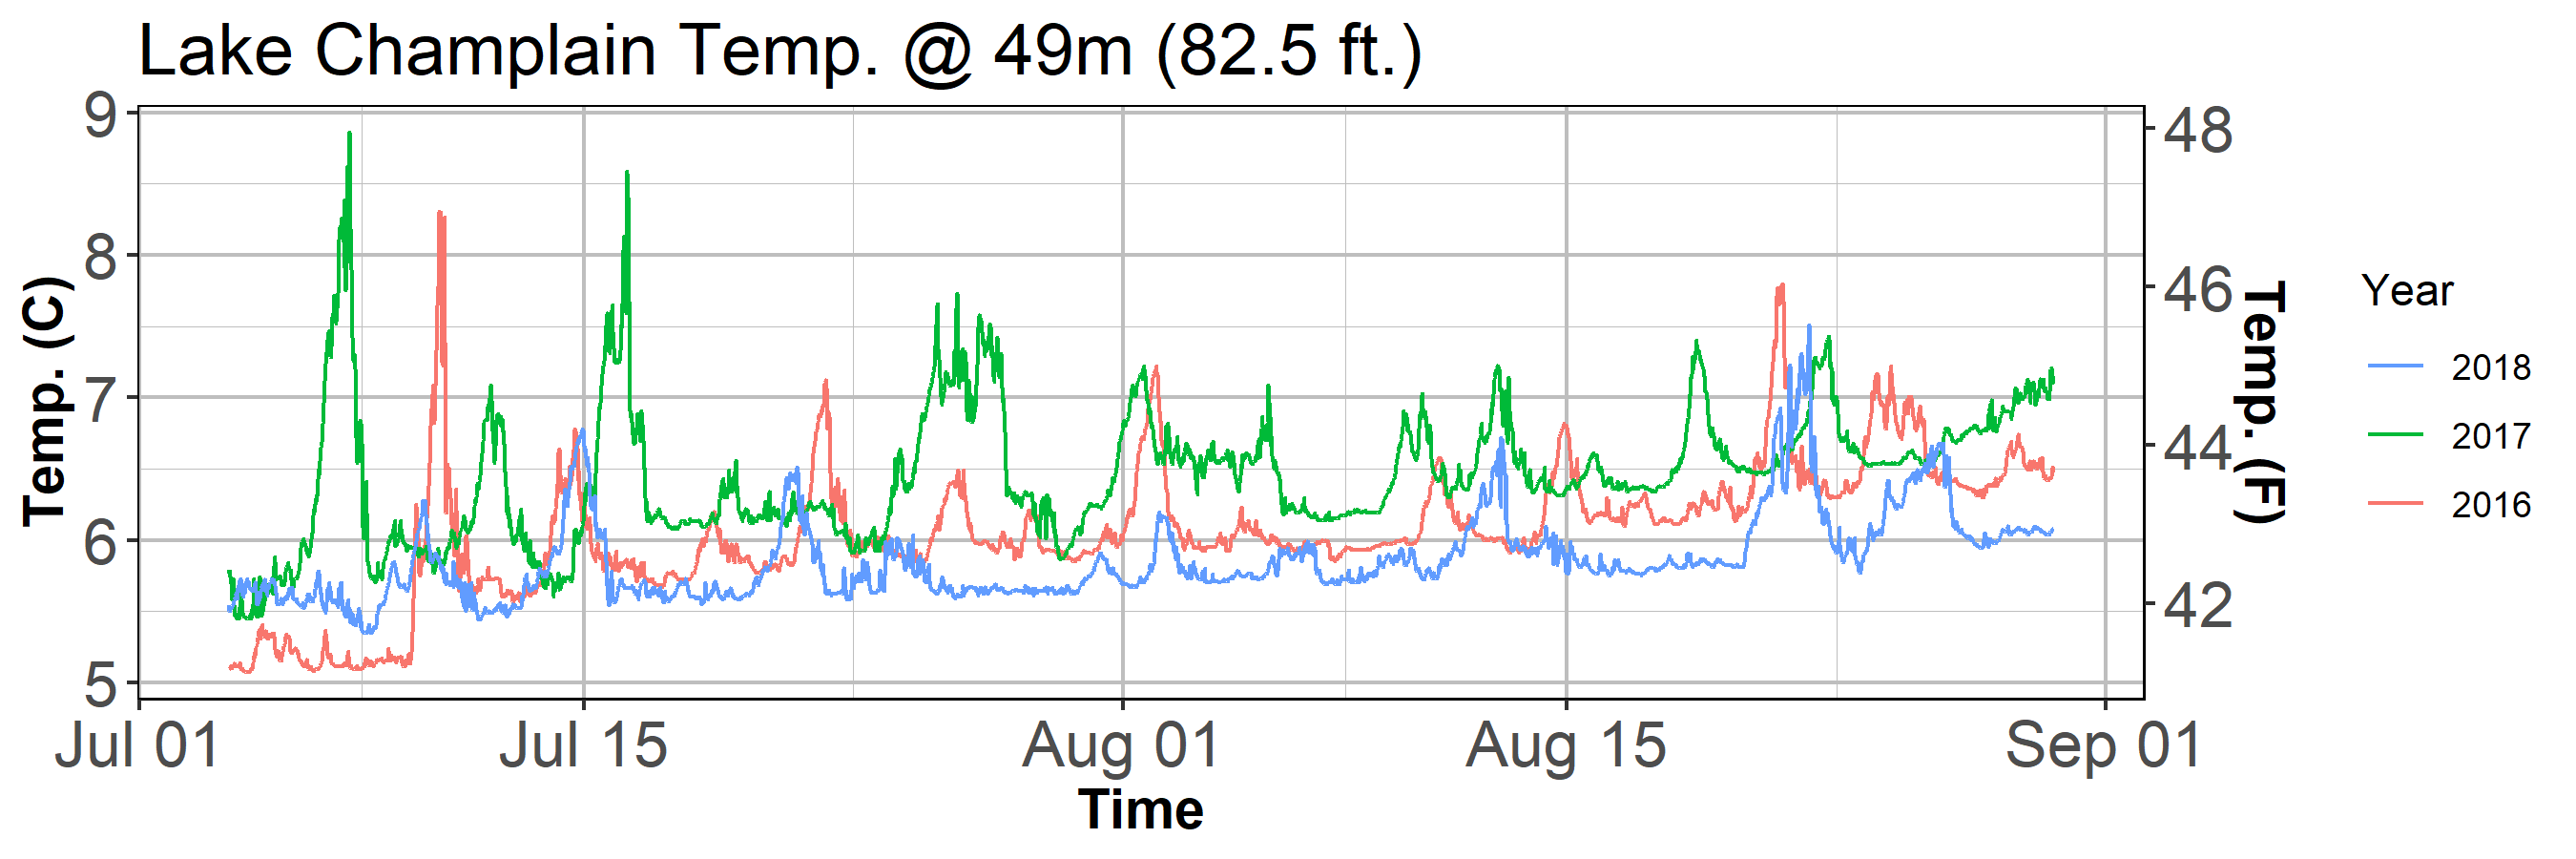 Lake Champlain Temp. @ 49m (82.5 ft.)
9
8
7
6
5
Temp. (C)
48
46
44
42
Temp. (F)
Jul 01
Jul 15
Aug 01
Aug 15
Sep 01
Time
Year
2018
2017
2016